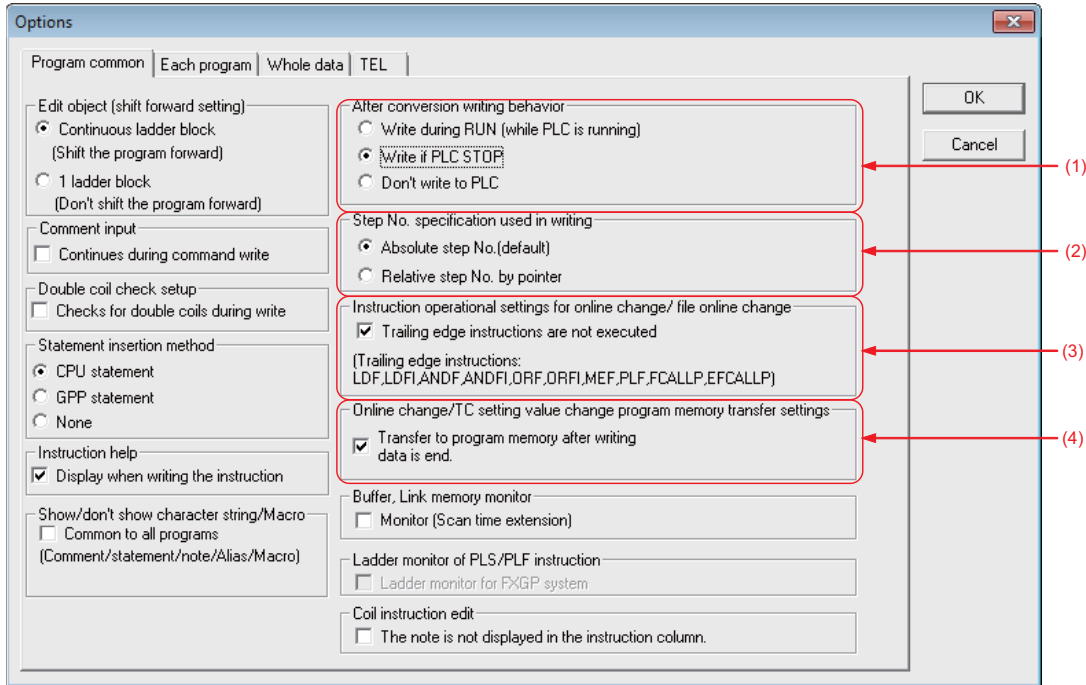 Options
Program common
Each program
Whole data
TEL
Edit object (shift forward setting)
Continuous ladder block
(Shift the program forward)
1 ladder block
(Don't shift the program forward)
Comment input
Continues during command write
Double coil check setup
Checks for double coils during write
Statement insertion method
CPU statement
GPP statement
None
Instruction help
Display when writing the instruction
Show/don't show character string/Macro
Common to all programs
(Comment/statement/note/Alias/Macro)
After conversion writing behavior
Write during RUN (while PLC is running)
Write if PLC STOP
Don't write to PLC
Step No. specification used in writing
Absolute step No.(default)
Relative step No. by pointer
Instruction operational settings for online change/ file online change
Trailing edge instructions are not executed
(Trailing edge instructions:
LDF,LDFI,ANDF,ANDFI,ORF,ORFI,MEF,PLF,FCALLP,EFCALLP)
Online change/TC setting value change program memory transfer settings
Transfer to program memory after writing
data is end.
Buffer, Link memory monitor
Monitor (Scan time extension)
Ladder monitor of PLS/PLF instruction
Ladder monitor for FXGP system
Coil instruction edit
The note is not displayed in the instruction column.
OK
Cancel
(1)
(2)
(3)
(4)